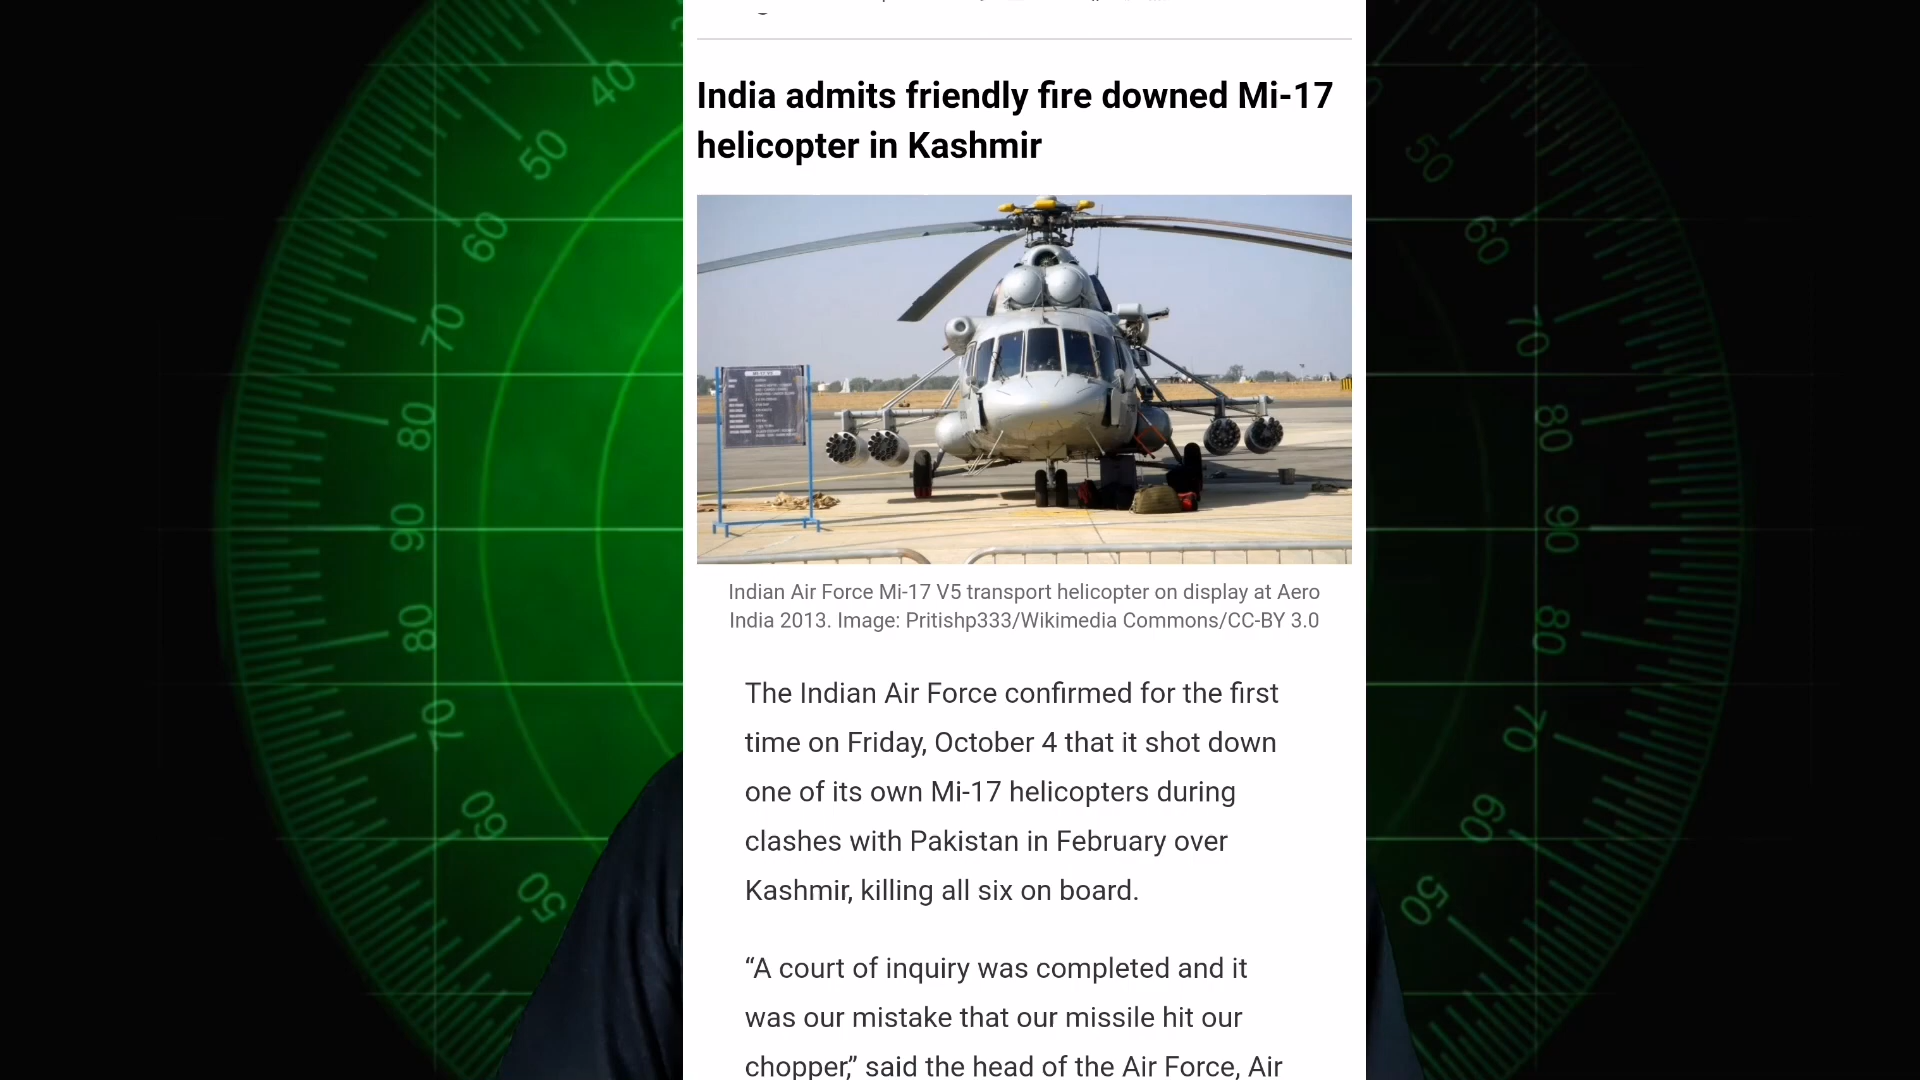 India admits friendly fire downed Mi-17
helicopter in Kashmir
Indian Air Force Mi-17 V5 transport helicopter on display at Aero
India 2013. Image: Pritishp333/Wikimedia Commons/CC-BY 3.0
The Indian Air Force confirmed for the first
time on Friday, October 4 that it shot down
one of its own Mi-17 helicopters during
clashes with Pakistan in February over
Kashmir, killing all six on board.
“A court of inquiry was completed and it
was our mistake that our missile hit our
chopper,” said the head of the Air Force, Air
40
50
60
70
80
90
80
70
60
50
50
60
70
80
90
80
70
60
50